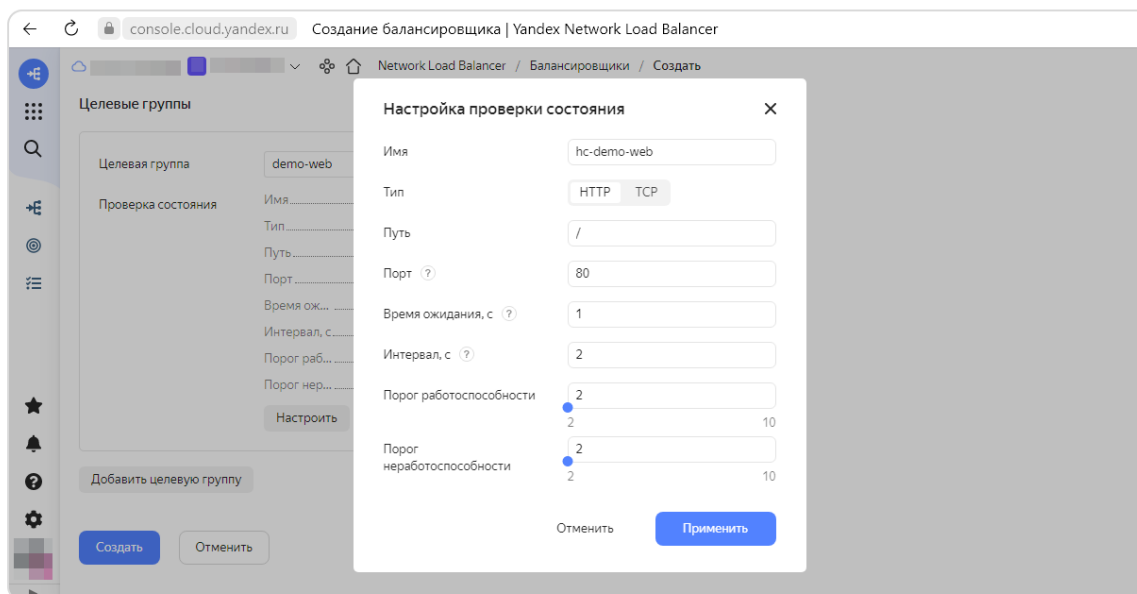 console.cloud.yandex.ru Создание балансировщика | Yandex Network Load Balancer
Network Load Balancer / Балансировщики / Создать
Целевые группы
Целевая группа demo-web
Проверка состояния
Имя
Тип
Путь
Порт
Время ож...
Интервал, с
Порог раб...
Порог нер...
Настроить
Добавить целевую группу
Создать Отменить
Настройка проверки состояния
Имя hc-demo-web
Тип HTTP TCP
Путь /
Порт ? 80
Время ожидания, с ? 1
Интервал, с ? 2
Порог работоспособности 2
2 10
Порог
неработоспособности 2
2 10
Отменить Применить